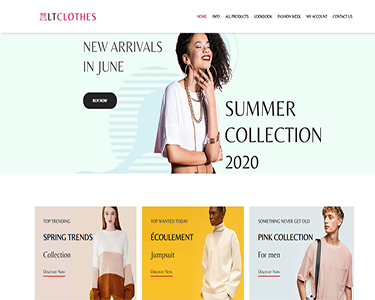 LTCLOTHES
HOME INFO ALL PRODUCTS LOOKBOOK FASHION WEEK MY ACCOUNT CONTACT US
NEW ARRIVALS
IN JUNE
BUY NOW
SUMMER
COLLECTION
2020
TOP TRENDING
SPRING TRENDS
Collection
Discover Now
TOP WANTED TODAY
ÉCOULEMENT
Jumpsuit
Discover Now
SOMETHING NEVER GET OLD
PINK COLLECTION
For men
Discover Now